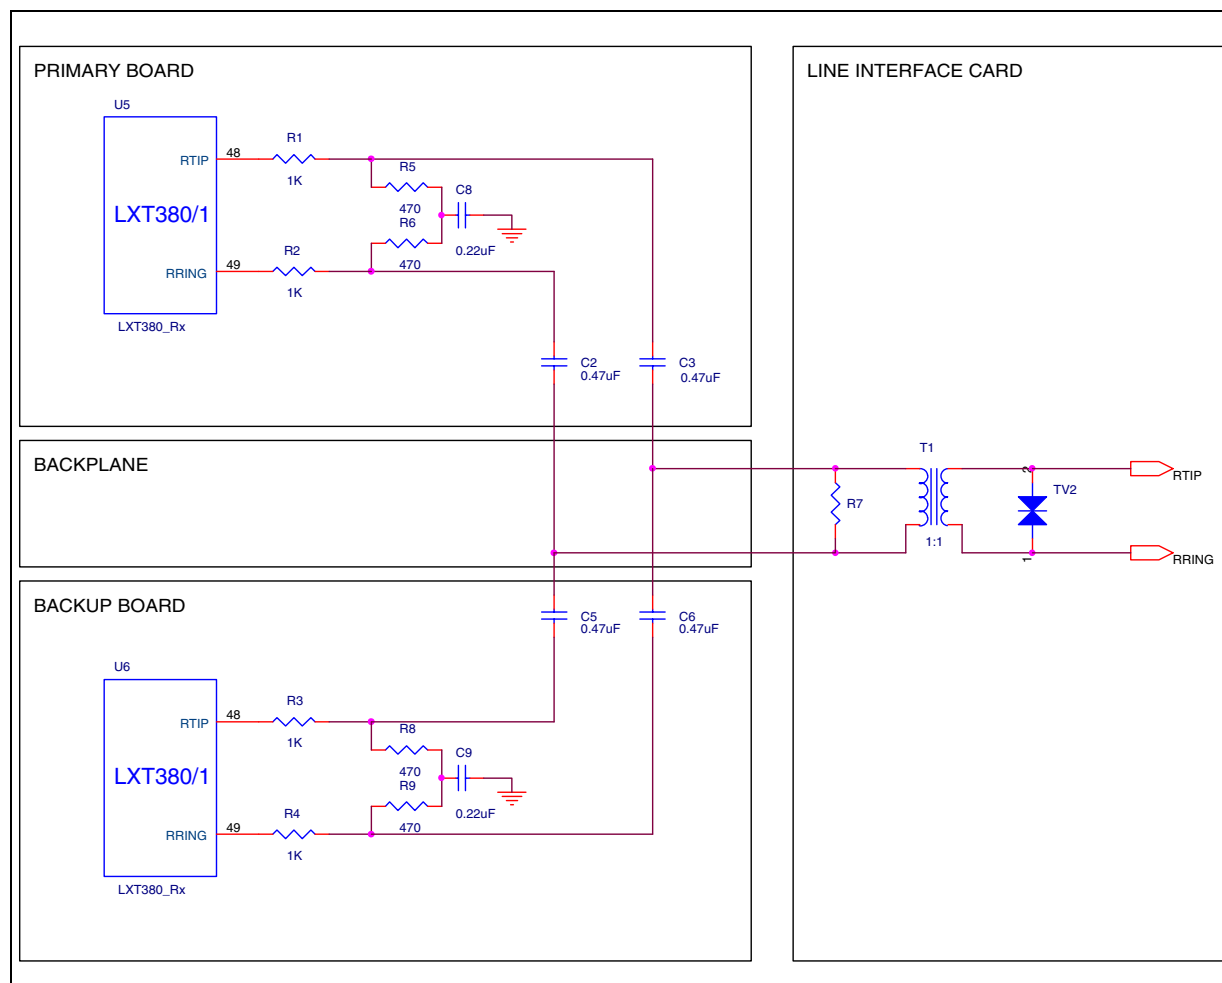 PRIMARY BOARD
LINE INTERFACE CARD
U5
R1
48
RTIP
1K
R5
C8
470
LXT380/1
R6
0.22uF
R2
49
RRING
470
1K
LXT380_Rx
C2
0.47uF
C3
0.47uF
BACKPLANE
T1
2
RTIP
TV2
R7
1:1
1
RRING
BACKUP BOARD
C5
0.47uF
C6
0.47uF
U6
R3
48
RTIP
1K
R8
C9
470
LXT380/1
R9
0.22uF
R4
49
RRING
470
1K
LXT380_Rx